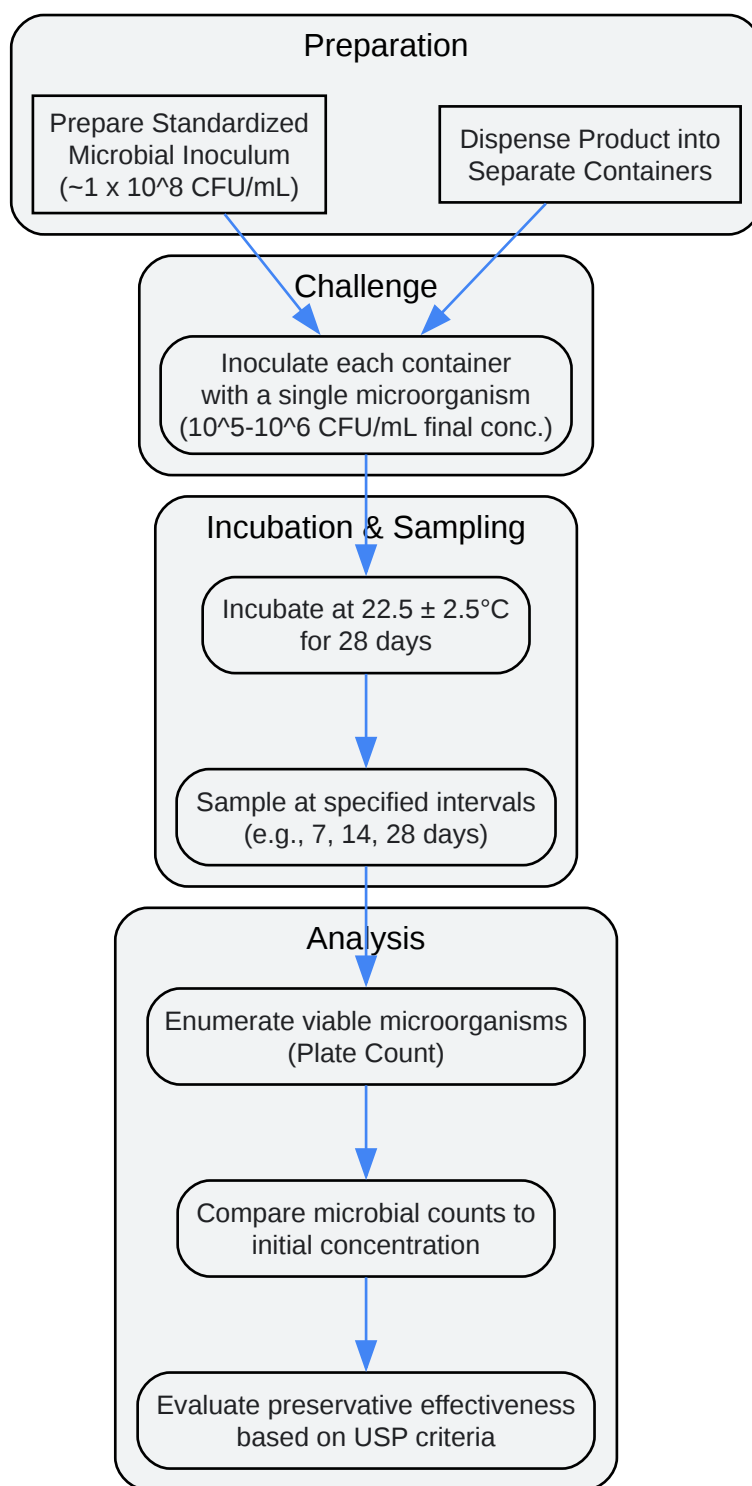 Preparation
Prepare Standardized
Microbial Inoculum
(~1 x 10^8 CFU/mL)
Dispense Product into
Separate Containers
Challenge
Inoculate each container
with a single microorganism
(10^5-10^6 CFU/mL final conc.)
Incubation & Sampling
Incubate at 22.5 ± 2.5°C
for 28 days
Sample at specified intervals
(e.g., 7, 14, 28 days)
Analysis
Enumerate viable microorganisms
(Plate Count)
Compare microbial counts to
initial concentration
Evaluate preservative effectiveness
based on USP criteria